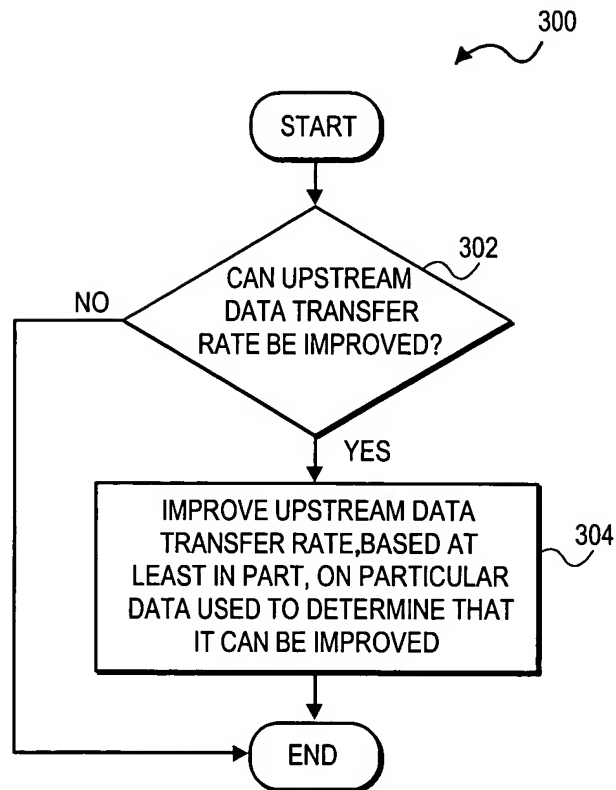 300
START
302
CAN UPSTREAM
DATA TRANSFER
RATE BE IMPROVED?
NO
YES
IMPROVE UPSTREAM DATA
TRANSFER RATE,BASED AT
LEAST IN PART, ON PARTICULAR
DATA USED TO DETERMINE THAT
IT CAN BE IMPROVED
304
END